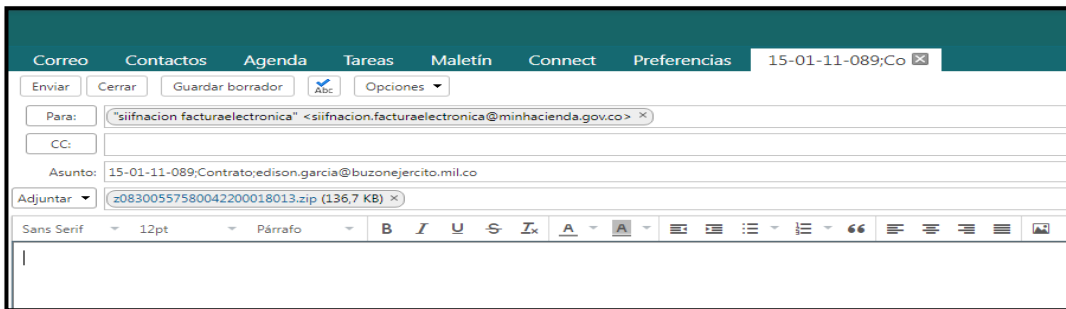 Correo Contactos Agenda Tareas Maletín Connect Preferencias 15-01-11-089;Co
Enviar Cerrar Guardar borrador Abc Opciones
Para: "siifnacion facturaelectronica" <siifnacion.facturaelectronica@minhacienda.gov.co> ×
CC:
Asunto: 15-01-11-089;Contrato;edison.garcia@buzonejercito.mil.co
Adjuntar z08300557580042200018013.zip (136,7 KB) ×
Sans Serif 12pt Párrafo B I U S Tx A A